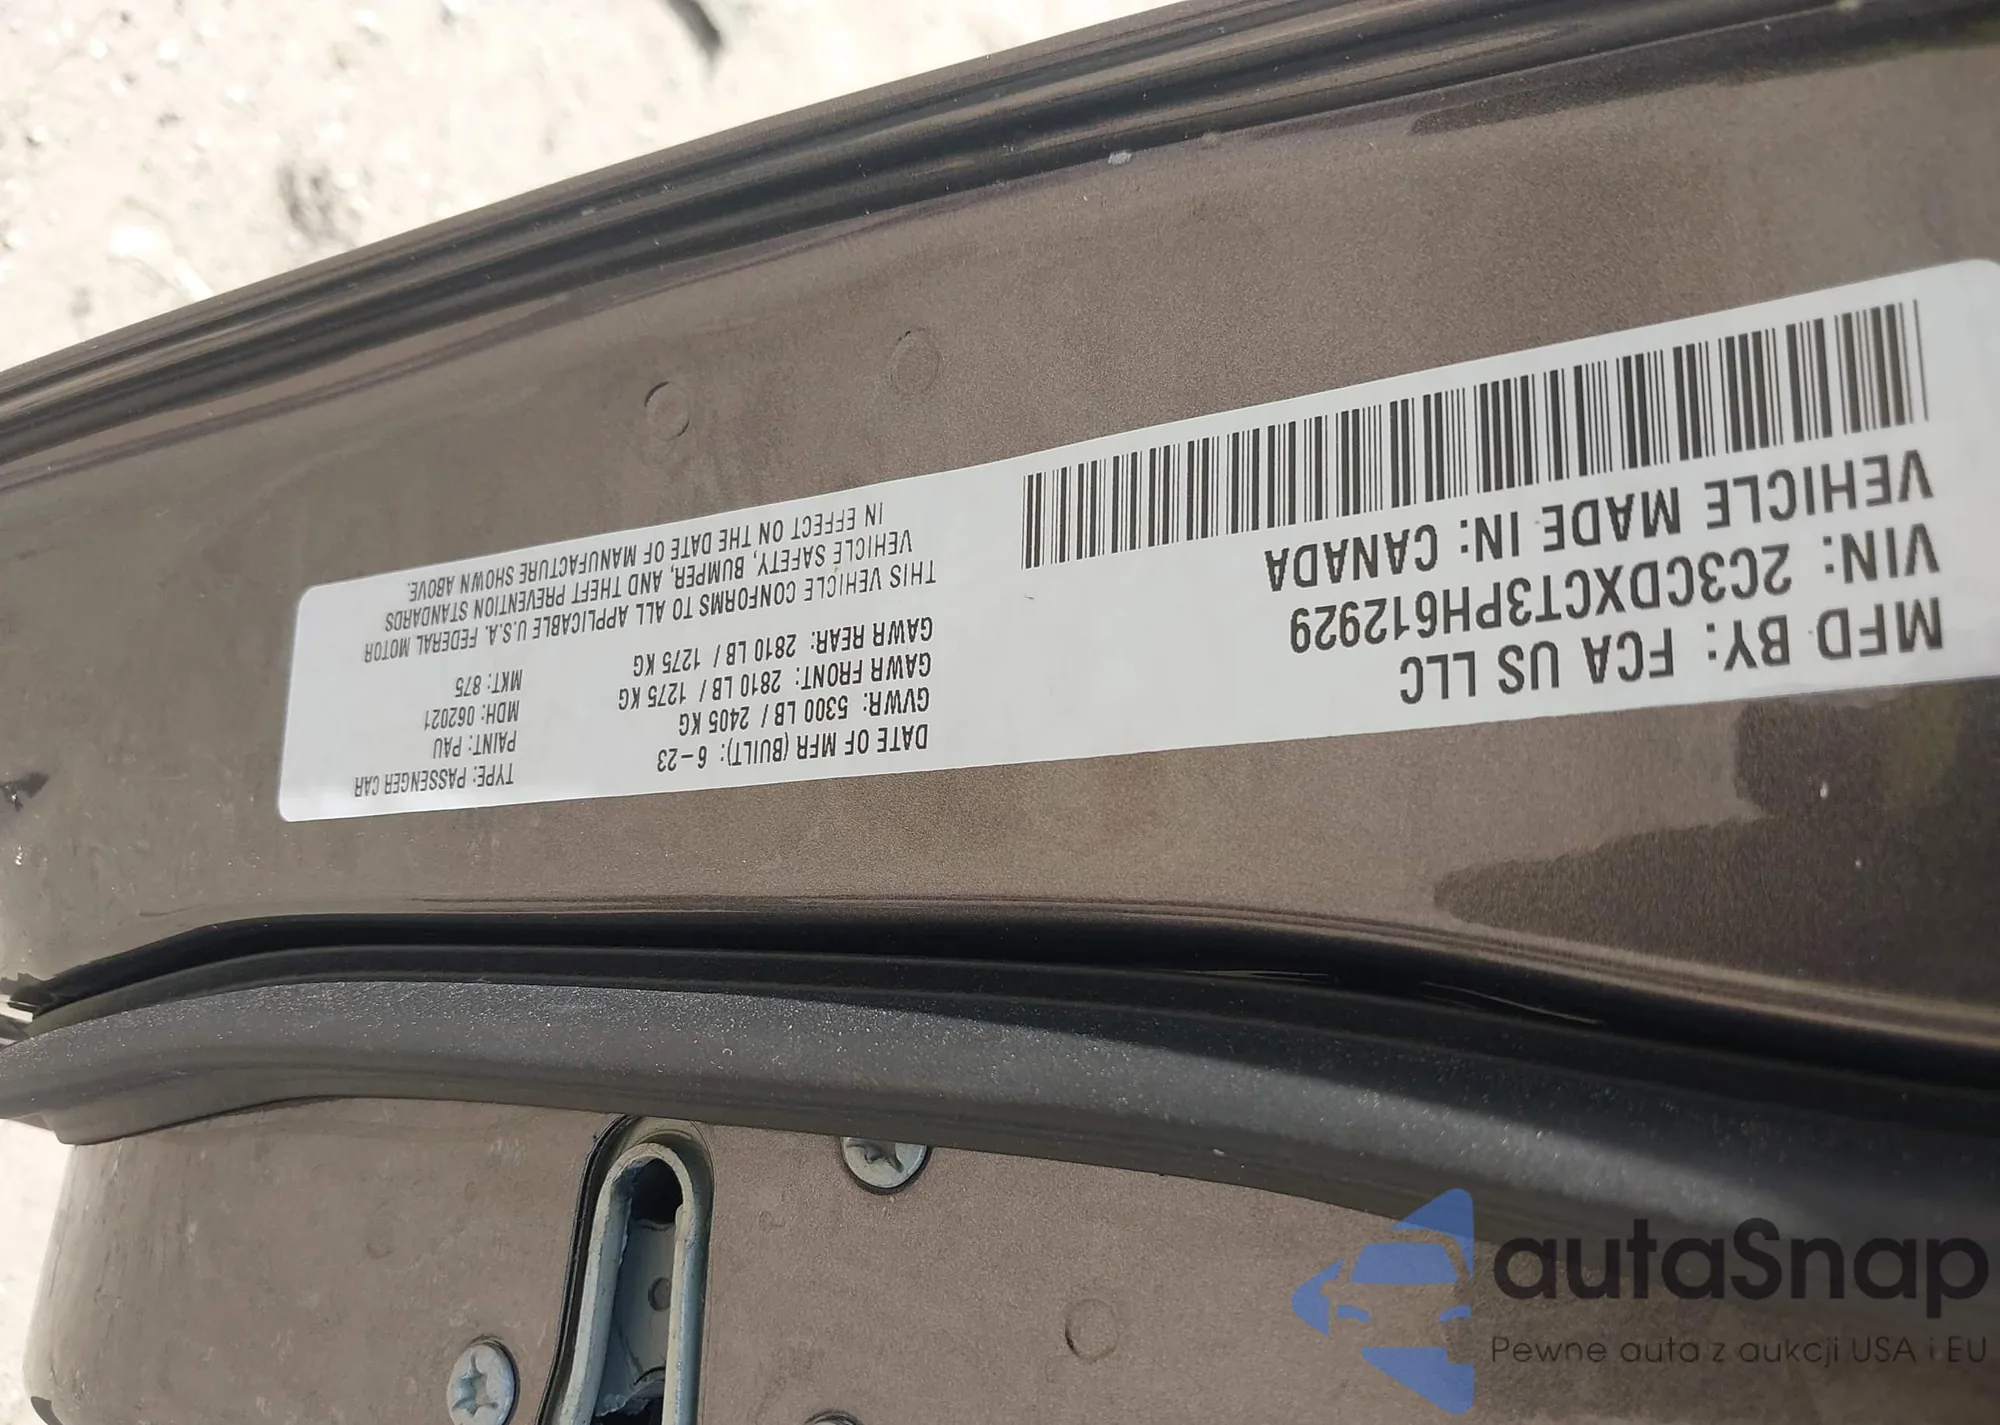 MFD BY: FCA US LLC
VIN: 2C3CDXCT3PH612929
VEHICLE MADE IN: CANADA
DATE OF MFR (BUILT): 6-23
GVWR: 5300 LB / 2405 KG
GAWR FRONT: 2810 LB / 1275 KG
GAWR REAR: 2810 LB / 1275 KG
TYPE: PASSENGER CAR
PAINT: PAU
MDH: 062021
MKT: 875
THIS VEHICLE CONFORMS TO ALL APPLICABLE U.S.A. FEDERAL MOTOR
VEHICLE SAFETY, BUMPER, AND THEFT PREVENTION STANDARDS
IN EFFECT ON THE DATE OF MANUFACTURE SHOWN ABOVE.
autaSnap
Pewne auta z aukcji USA i EU